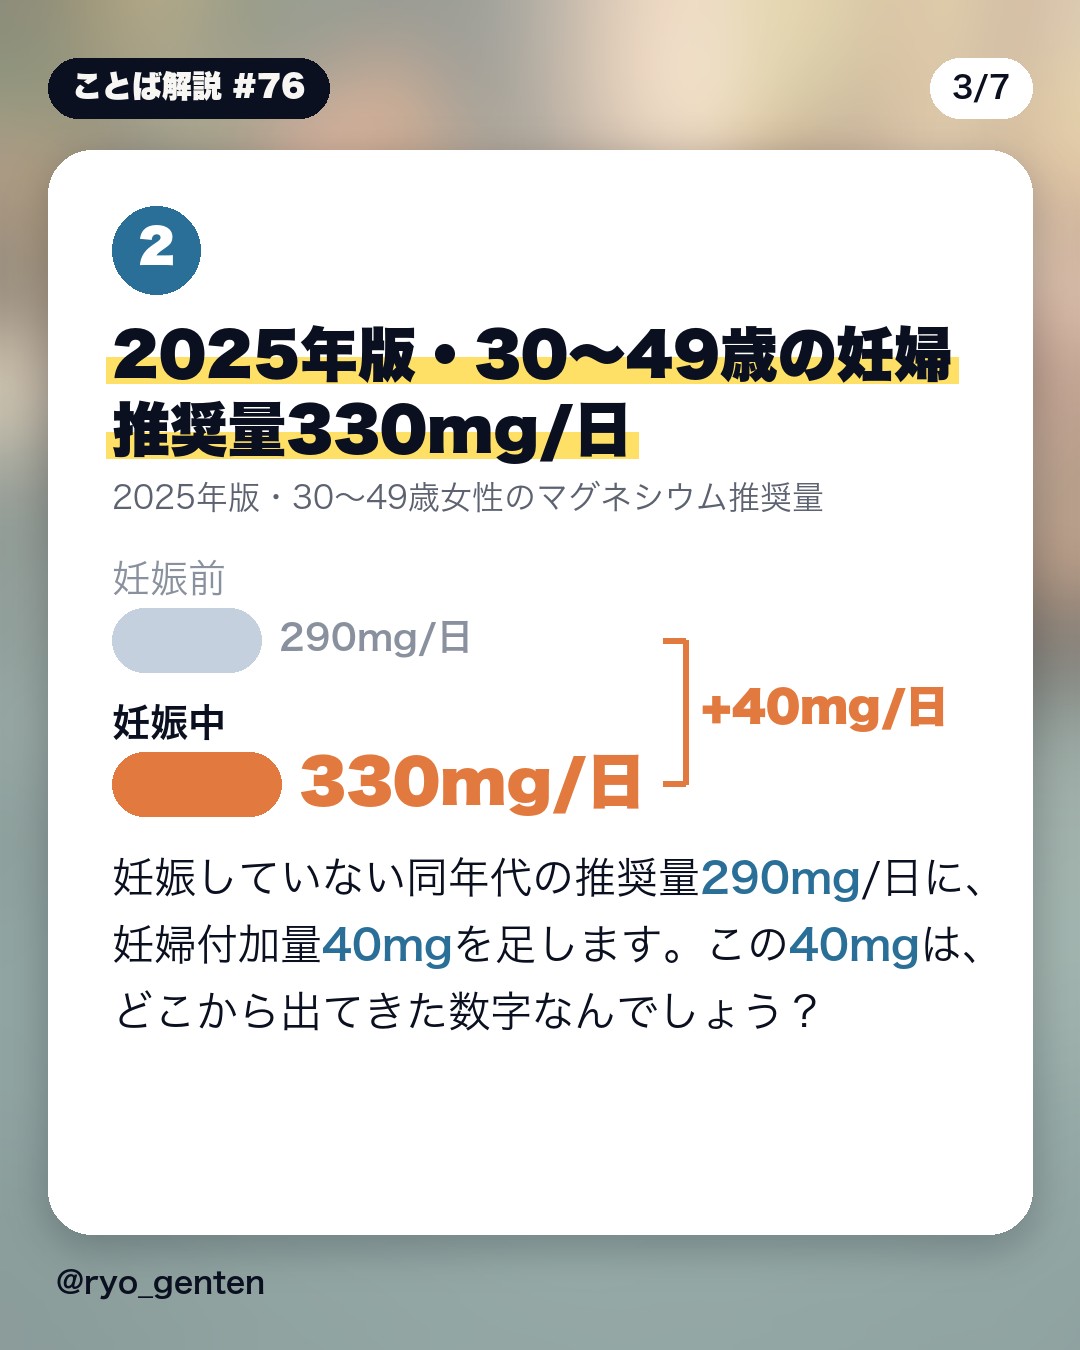 ことば解説 #76
3/7
2
2025年版・30〜49歳の妊婦
推奨量330mg/日
2025年版・30〜49歳女性のマグネシウム推奨量
妊娠前
290mg/日
+40mg/日
妊娠中
330mg/日
妊娠していない同年代の推奨量290mg/日に、
妊婦付加量40mgを足します。この40mgは、
どこから出てきた数字なんでしょう？
@ryo_genten